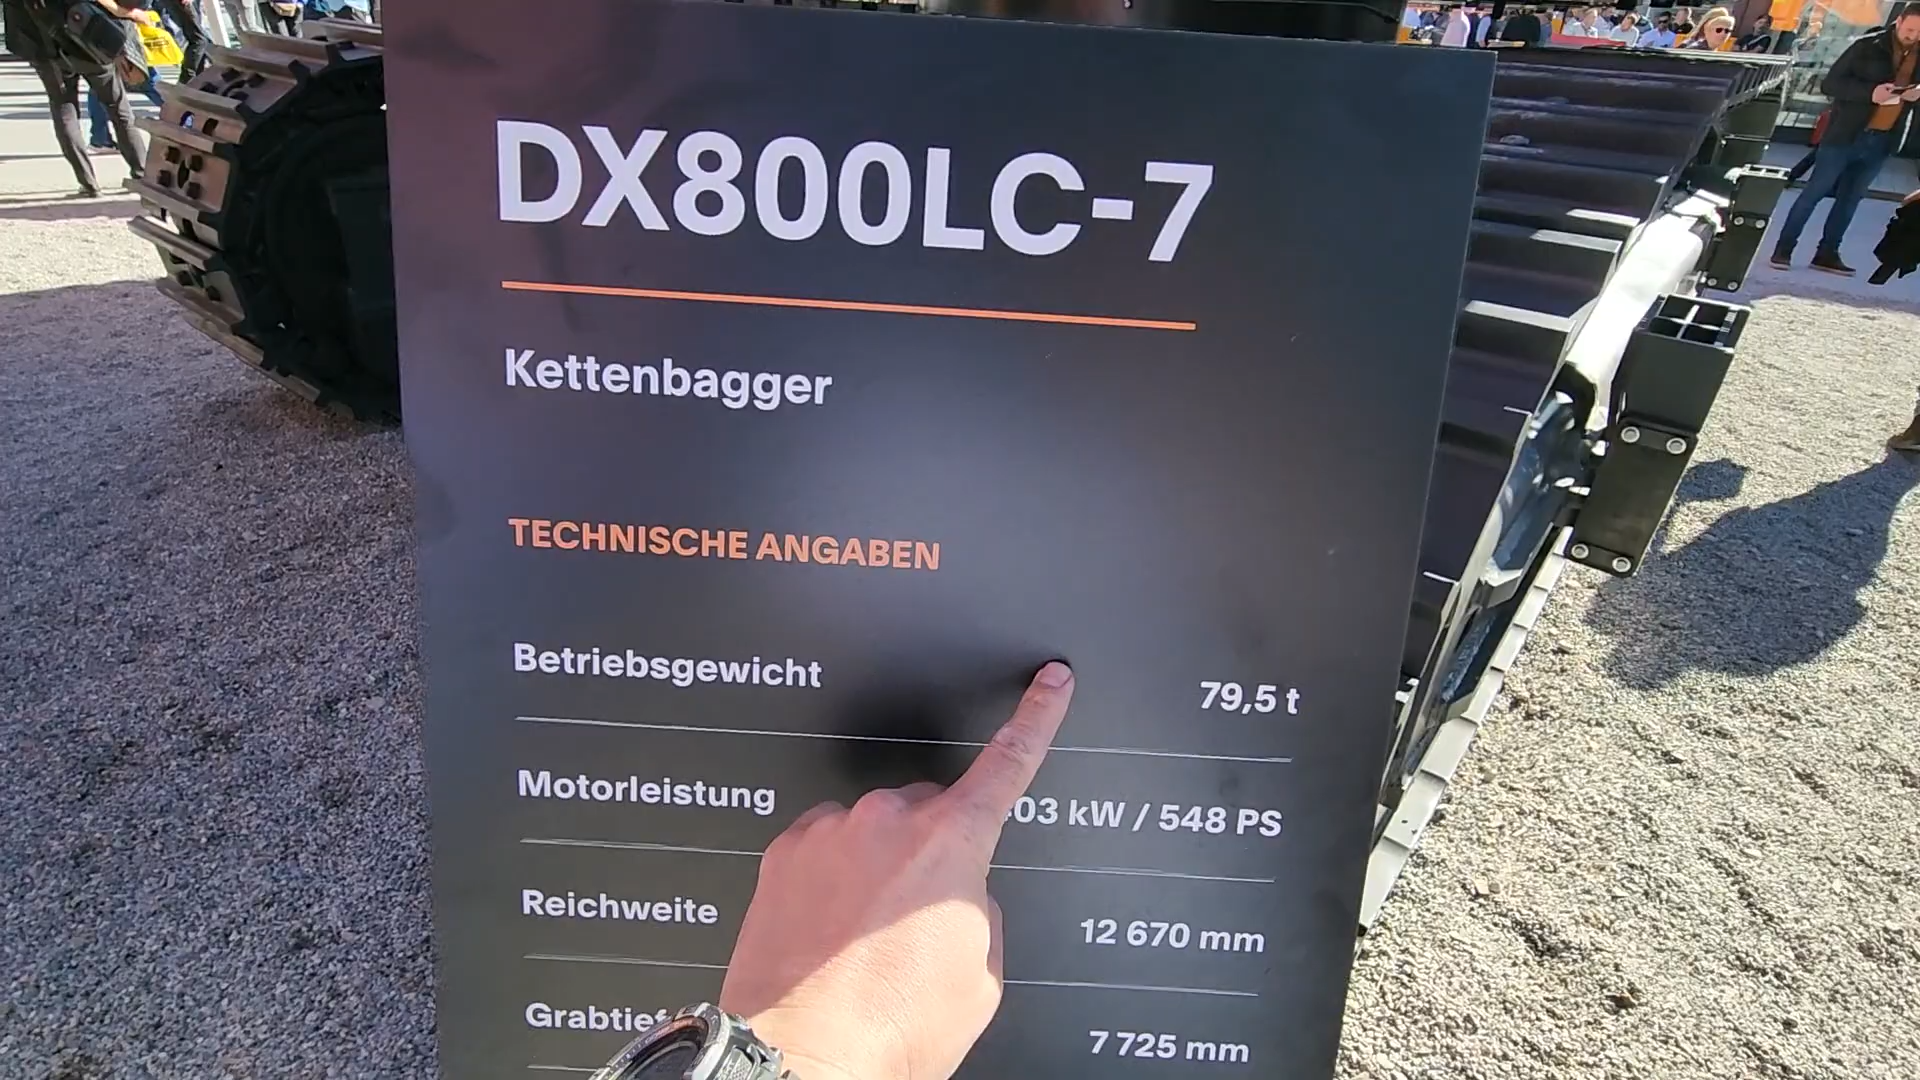 DX800LC-7
Kettenbagger
TECHNISCHE ANGABEN
Betriebsgewicht 79,5 t
Motorleistung kW / 548 PS
Reichweite 12 670 mm
7 725 mm